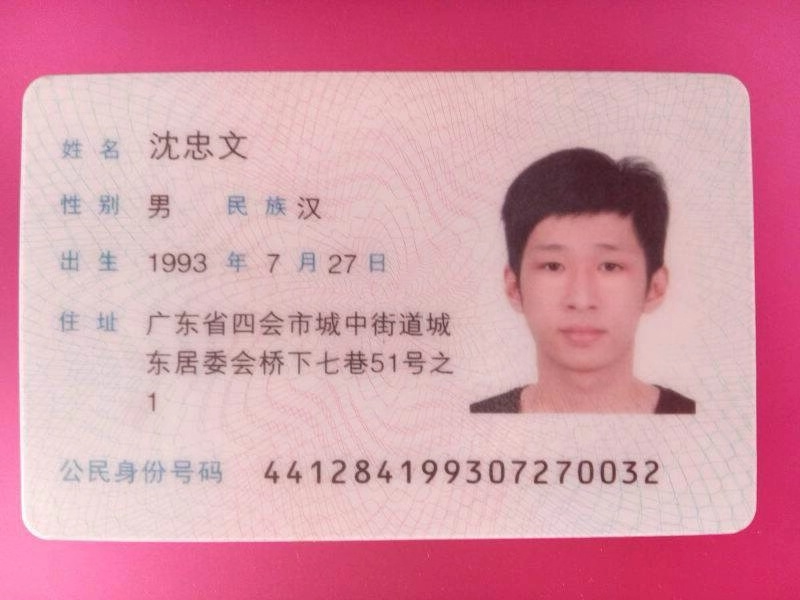 姓名 沈忠文
性别 男 民族 汉
出生 1993 年 7 月 27 日
住址 广东省四会市城中街道城
东居委会桥下七巷51号之
1
公民身份号码 441284199307270032